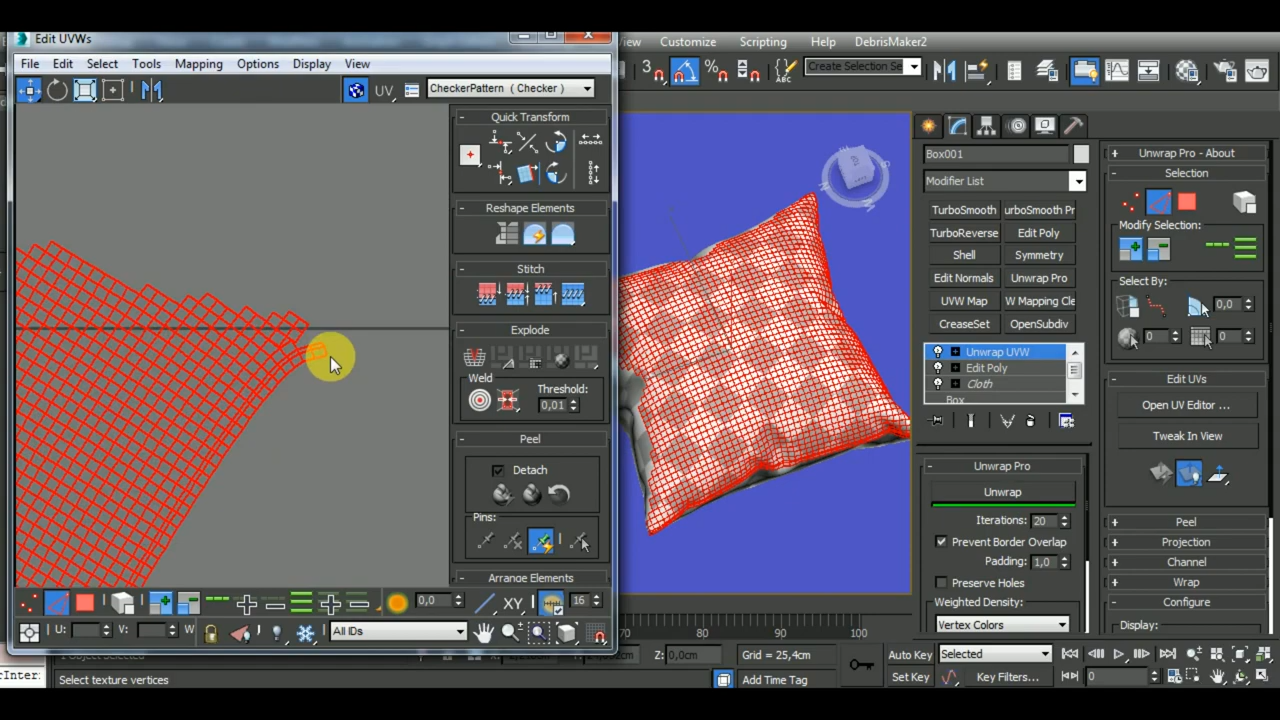 Edit UVWs
File Edit Select Tools Mapping Options Display View
UV
CheckerPattern ( Checker )
Quick Transform
Reshape Elements
Stitch
Explode
Weld
Threshold:
0,01
Peel
Detach
Pins:
Arrange Elements
0,0
XY
16
U:
V:
W
All IDs
Customize Scripting Help DebrisMaker2
3
%
ABC
Create Selection Se
Box001
Modifier List
TurboSmooth
urboSmooth Pr
TurboReverse
Edit Poly
Shell
Symmetry
Edit Normals
Unwrap Pro
UVW Map
W Mapping Cle
CreaseSet
OpenSubdiv
Unwrap UVW
Edit Poly
Cloth
Box
Unwrap Pro
Unwrap
Iterations: 20
Prevent Border Overlap
Padding: 1,0
Preserve Holes
Weighted Density:
Vertex Colors
Unwrap Pro - About
Selection
Modify Selection:
Select By:
0,0
0
0
Edit UVs
Open UV Editor ...
Tweak In View
Peel
Projection
Channel
Wrap
Configure
Display:
70 80 90 100
Z: 0,0cm
Grid = 25,4cm
Auto Key
Selected
Select texture vertices
Add Time Tag
Set Key
Key Filters...
0